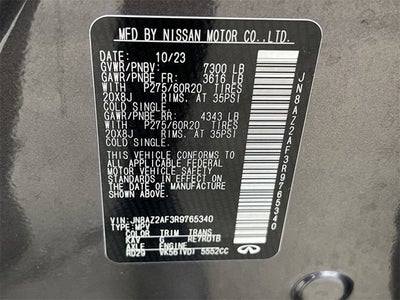 MFD BY NISSAN MOTOR CO.,LTD.
DATE: 10/23
GVWR/PNBV: 7300 LB
GAWR/PNBE FR: 3616 LB
WITH P275/60R20 TIRES
20X8J RIMS. AT 35PSI
COLD SINGLE.
GAWR/PNBE RR: 4343 LB
WITH P275/60R20 TIRES
20X8J RIMS. AT 35PSI
COLD SINGLE.
THIS VEHICLE CONFORMS TO
ALL APPLICABLE FEDERAL
MOTOR VEHICLE SAFETY
STANDARDS IN EFFECT ON
THE DATE OF MANUFACTURE
SHOWN ABOVE.
VIN:JN8AZ2AF3R9765340
TYPE:MPV
COLOR TRIM TRANS
KAV G RE7R01B
AXLE ENGINE
RD29 VK56(VD) 5552CC
INFINITI
JN8AZ2AF3R9765340